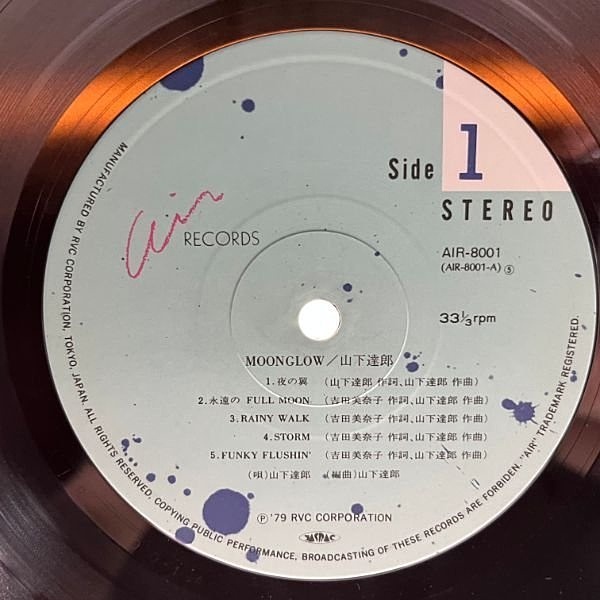 Side 1
STEREO
air RECORDS
AIR-8001
(AIR-8001-A) ⑤
33⅓rpm
MOONGLOW/山下達郎
1.夜の翼 (山下達郎 作詞、山下達郎 作曲)
2.永遠の FULL MOON (吉田美奈子 作詞、山下達郎 作曲)
3.RAINY WALK (吉田美奈子 作詞、山下達郎 作曲)
4.STORM (吉田美奈子 作詞、山下達郎 作曲)
5.FUNKY FLUSHIN' (吉田美奈子 作詞、山下達郎 作曲)
(唄)山下達郎 (編曲)山下達郎
Ⓟ '79 RVC CORPORATION
JASRAC
MANUFACTURED BY RVC CORPORATION, TOKYO, JAPAN. ALL RIGHTS RESERVED. COPYING PUBLIC PERFORMANCE, BROADCASTING OF THESE RECORDS ARE FORBIDDEN. "AIR" TRADEMARK REGISTERED.